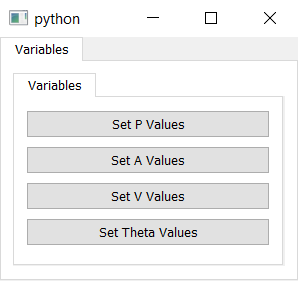 python
Variables
Variables
Set P Values
Set A Values
Set V Values
Set Theta Values